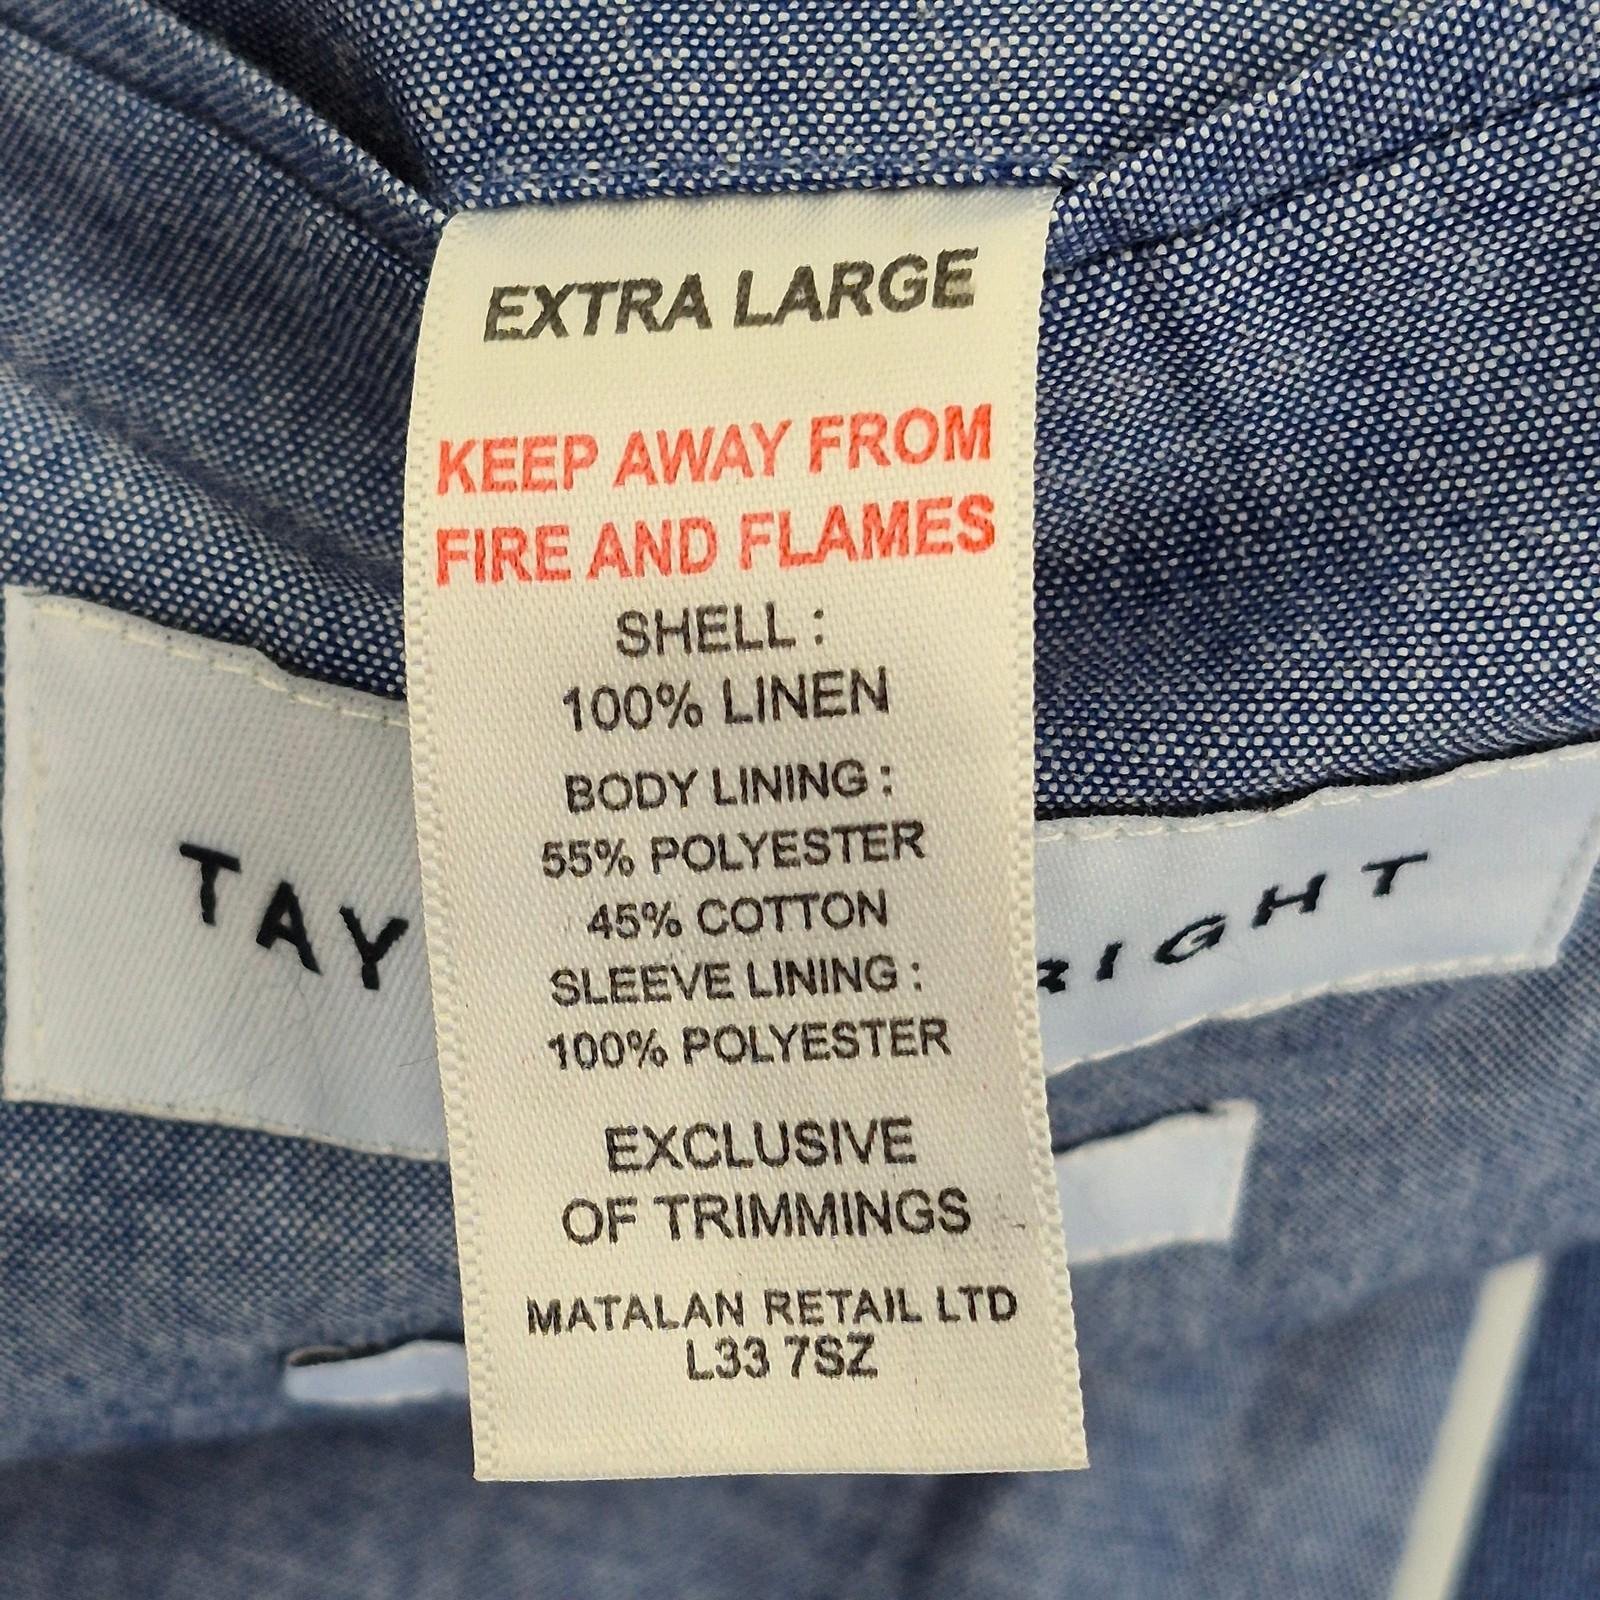 EXTRA LARGE
KEEP AWAY FROM
FIRE AND FLAMES
SHELL :
100% LINEN
BODY LINING :
55% POLYESTER
45% COTTON
SLEEVE LINING :
100% POLYESTER
EXCLUSIVE
OF TRIMMINGS
MATALAN RETAIL LTD
L33 7SZ
TAY RIGHT